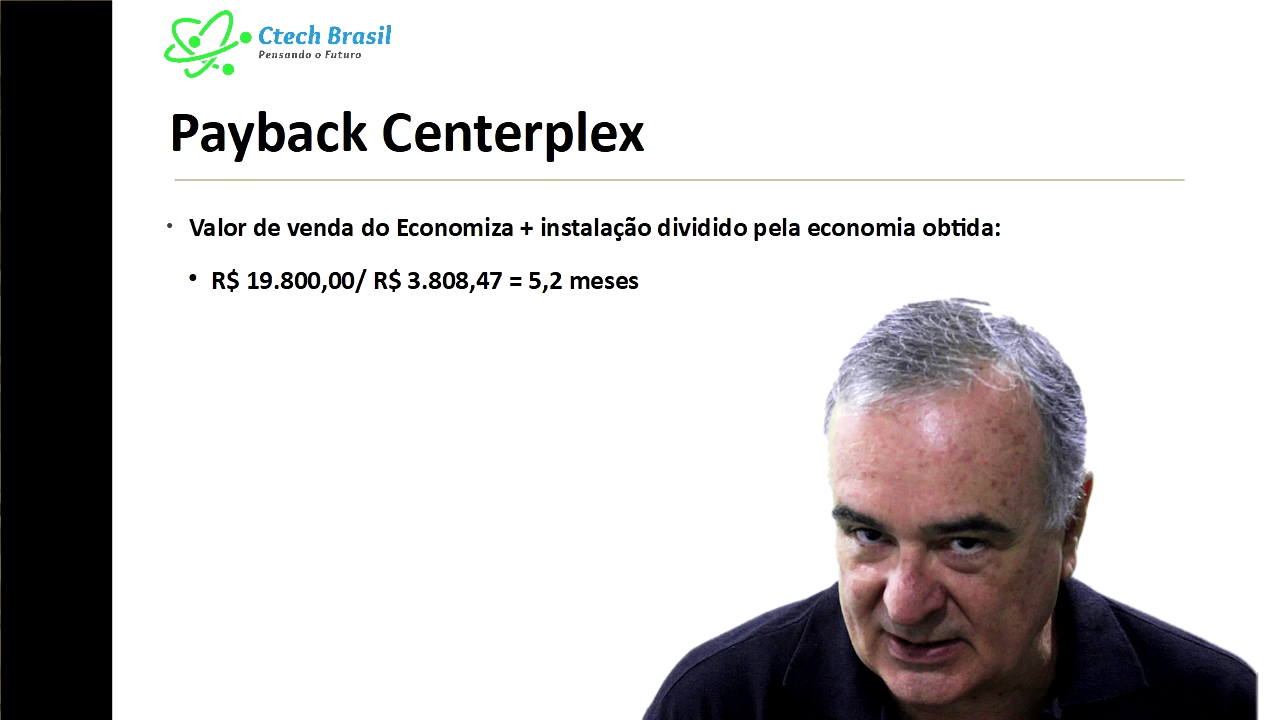 Ctech Brasil
Pensando o Futuro
Payback Centerplex
• Valor de venda do Economiza + instalação dividido pela economia obtida:
• R$ 19.800,00/ R$ 3.808,47 = 5,2 meses